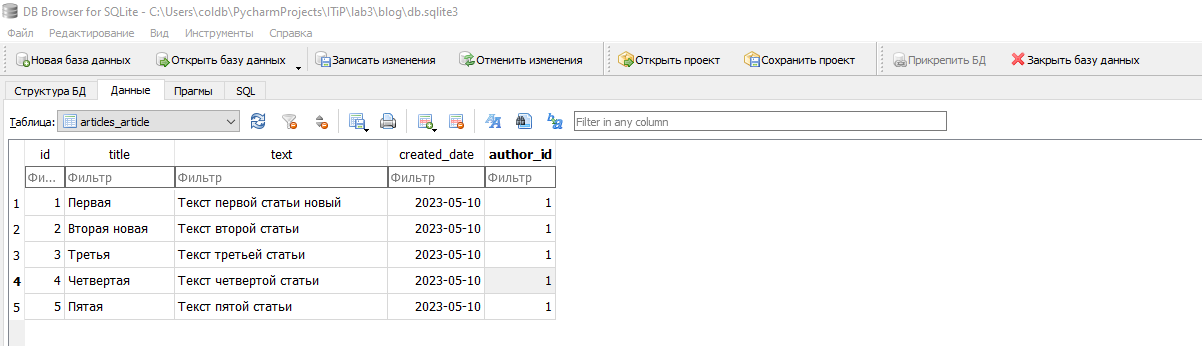 DB Browser for SQLite - C:\Users\coldb\PycharmProjects\ITiP\lab3\blog\db.sqlite3
Файл Редактирование Вид Инструменты Справка
Новая база данных Открыть базу данных Записать изменения Отменить изменения Открыть проект Сохранить проект Прикрепить БД Закрыть базу данных
Структура БД Данные Прагмы SQL
Таблица: articles_article Filter in any column
id title text created_date author_id
Фи... Фильтр Фильтр Фильтр Фильтр
1 1 Первая Текст первой статьи новый 2023-05-10 1
2 2 Вторая новая Текст второй статьи 2023-05-10 1
3 3 Третья Текст третьей статьи 2023-05-10 1
4 4 Четвертая Текст четвертой статьи 2023-05-10 1
5 5 Пятая Текст пятой статьи 2023-05-10 1